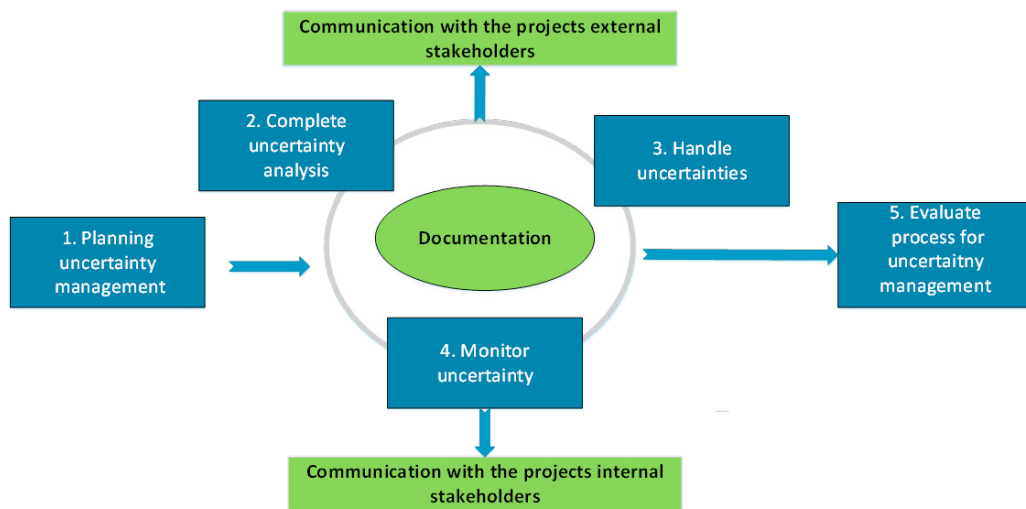 Communication with the projects external
stakeholders
2. Complete
uncertainty
analysis
3. Handle
uncertainties
Documentation
1. Planning
uncertainty
management
5. Evaluate
process for
uncertaitny
management
4. Monitor
uncertainty
Communication with the projects internal
stakeholders